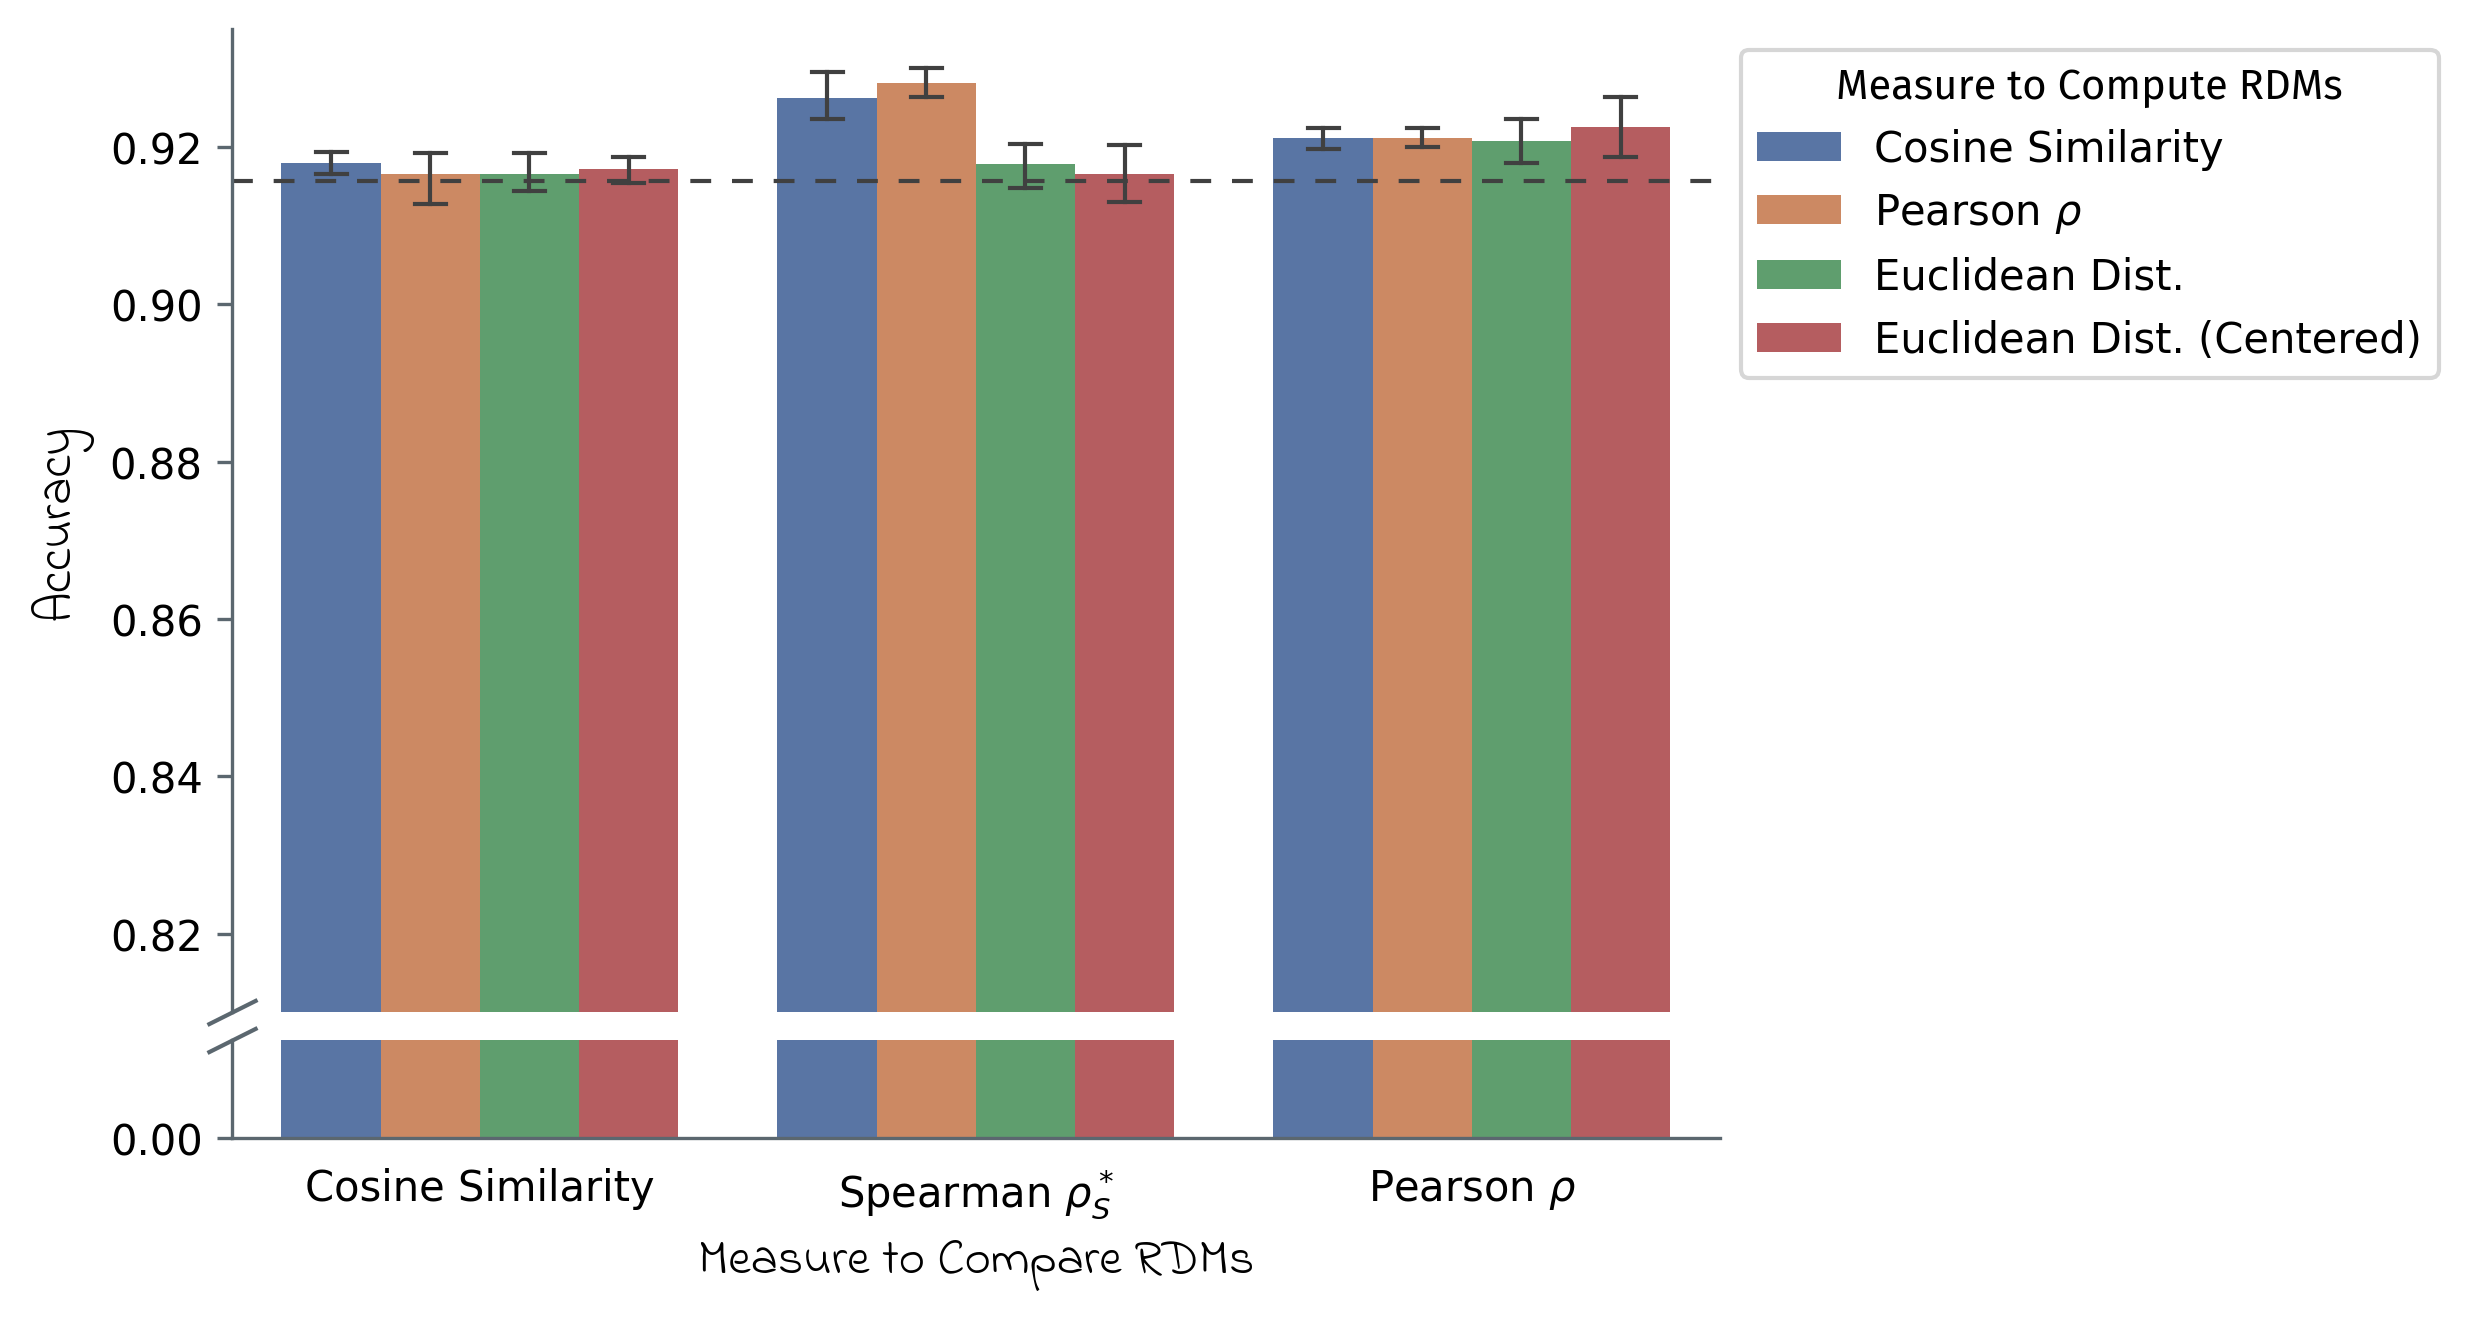 Accuracy
0.92
0.90
0.88
0.86
0.84
0.82
0.00
Cosine Similarity
Spearman ρ*S
Pearson ρ
Measure to Compare RDMs
Measure to Compute RDMs
Cosine Similarity
Pearson ρ
Euclidean Dist.
Euclidean Dist. (Centered)